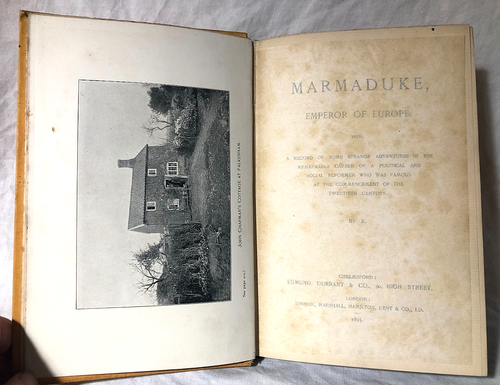 JOHN CHAPMAN'S COTTAGE AT PAKENHAM.
MARMADUKE,
EMPEROR OF EUROPE.
BEING
A RECORD OF SOME STRANGE ADVENTURES IN THE
REMARKABLE CAREER OF A POLITICAL AND
SOCIAL REFORMER WHO WAS FAMOUS
AT THE COMMENCEMENT OF THE
TWENTIETH CENTURY.
BY X.
CHELMSFORD:
EDMUND DURRANT & CO., 90, HIGH STREET.
LONDON:
SIMPKIN, MARSHALL, HAMILTON, KENT & CO., LD.